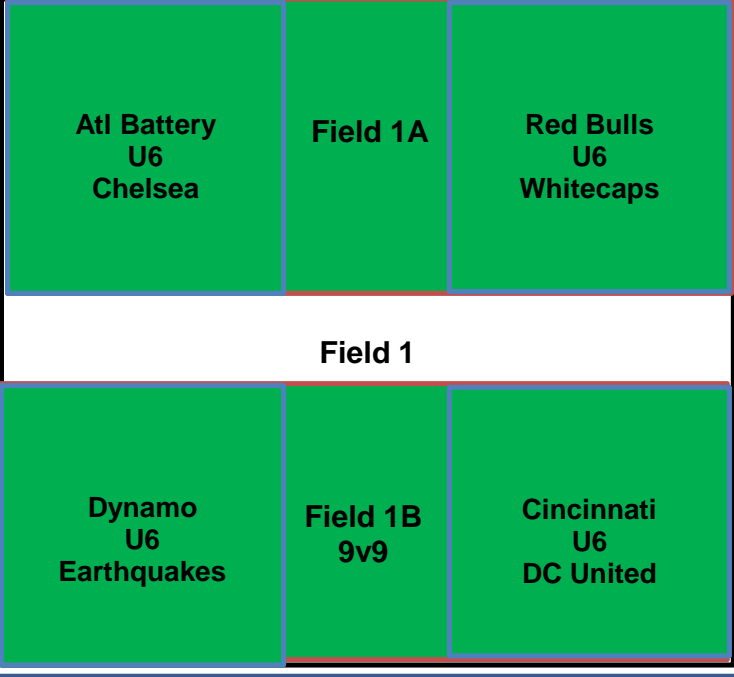 Atl Battery
U6
Chelsea
Field 1A
Red Bulls
U6
Whitecaps
Field 1
Dynamo
U6
Earthquakes
Field 1B
9v9
Cincinnati
U6
DC United